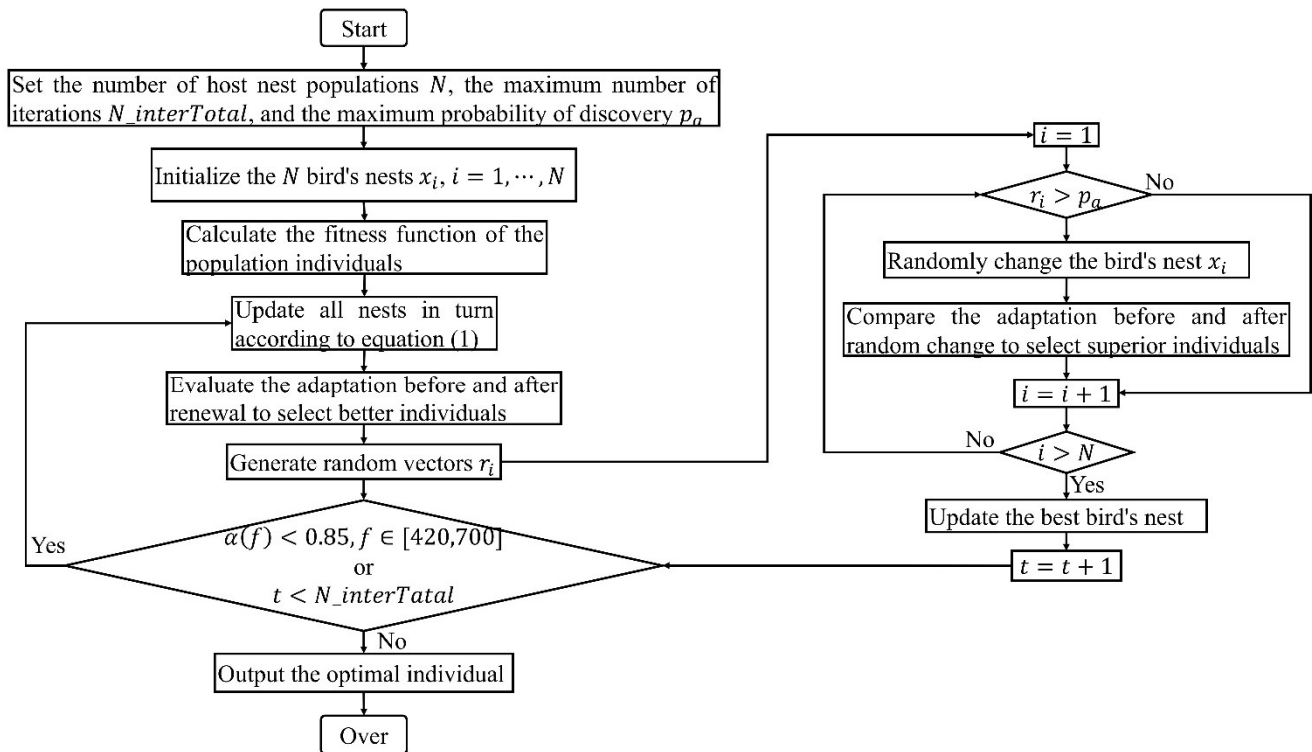 Start
Set the number of host nest populations N, the maximum number of
iterations N_interTotal, and the maximum probability of discovery p_a
Initialize the N bird's nests x_i, i = 1, ⋯, N
Calculate the fitness function of the
population individuals
Update all nests in turn
according to equation (1)
Evaluate the adaptation before and after
renewal to select better individuals
Generate random vectors r_i
α(f) < 0.85, f ∈ [420,700]
or
t < N_interTatal
Yes
No
Output the optimal individual
Over
i = 1
r_i > p_a
No
Randomly change the bird's nest x_i
Compare the adaptation before and after
random change to select superior individuals
i = i + 1
No
i > N
Yes
Update the best bird's nest
t = t + 1